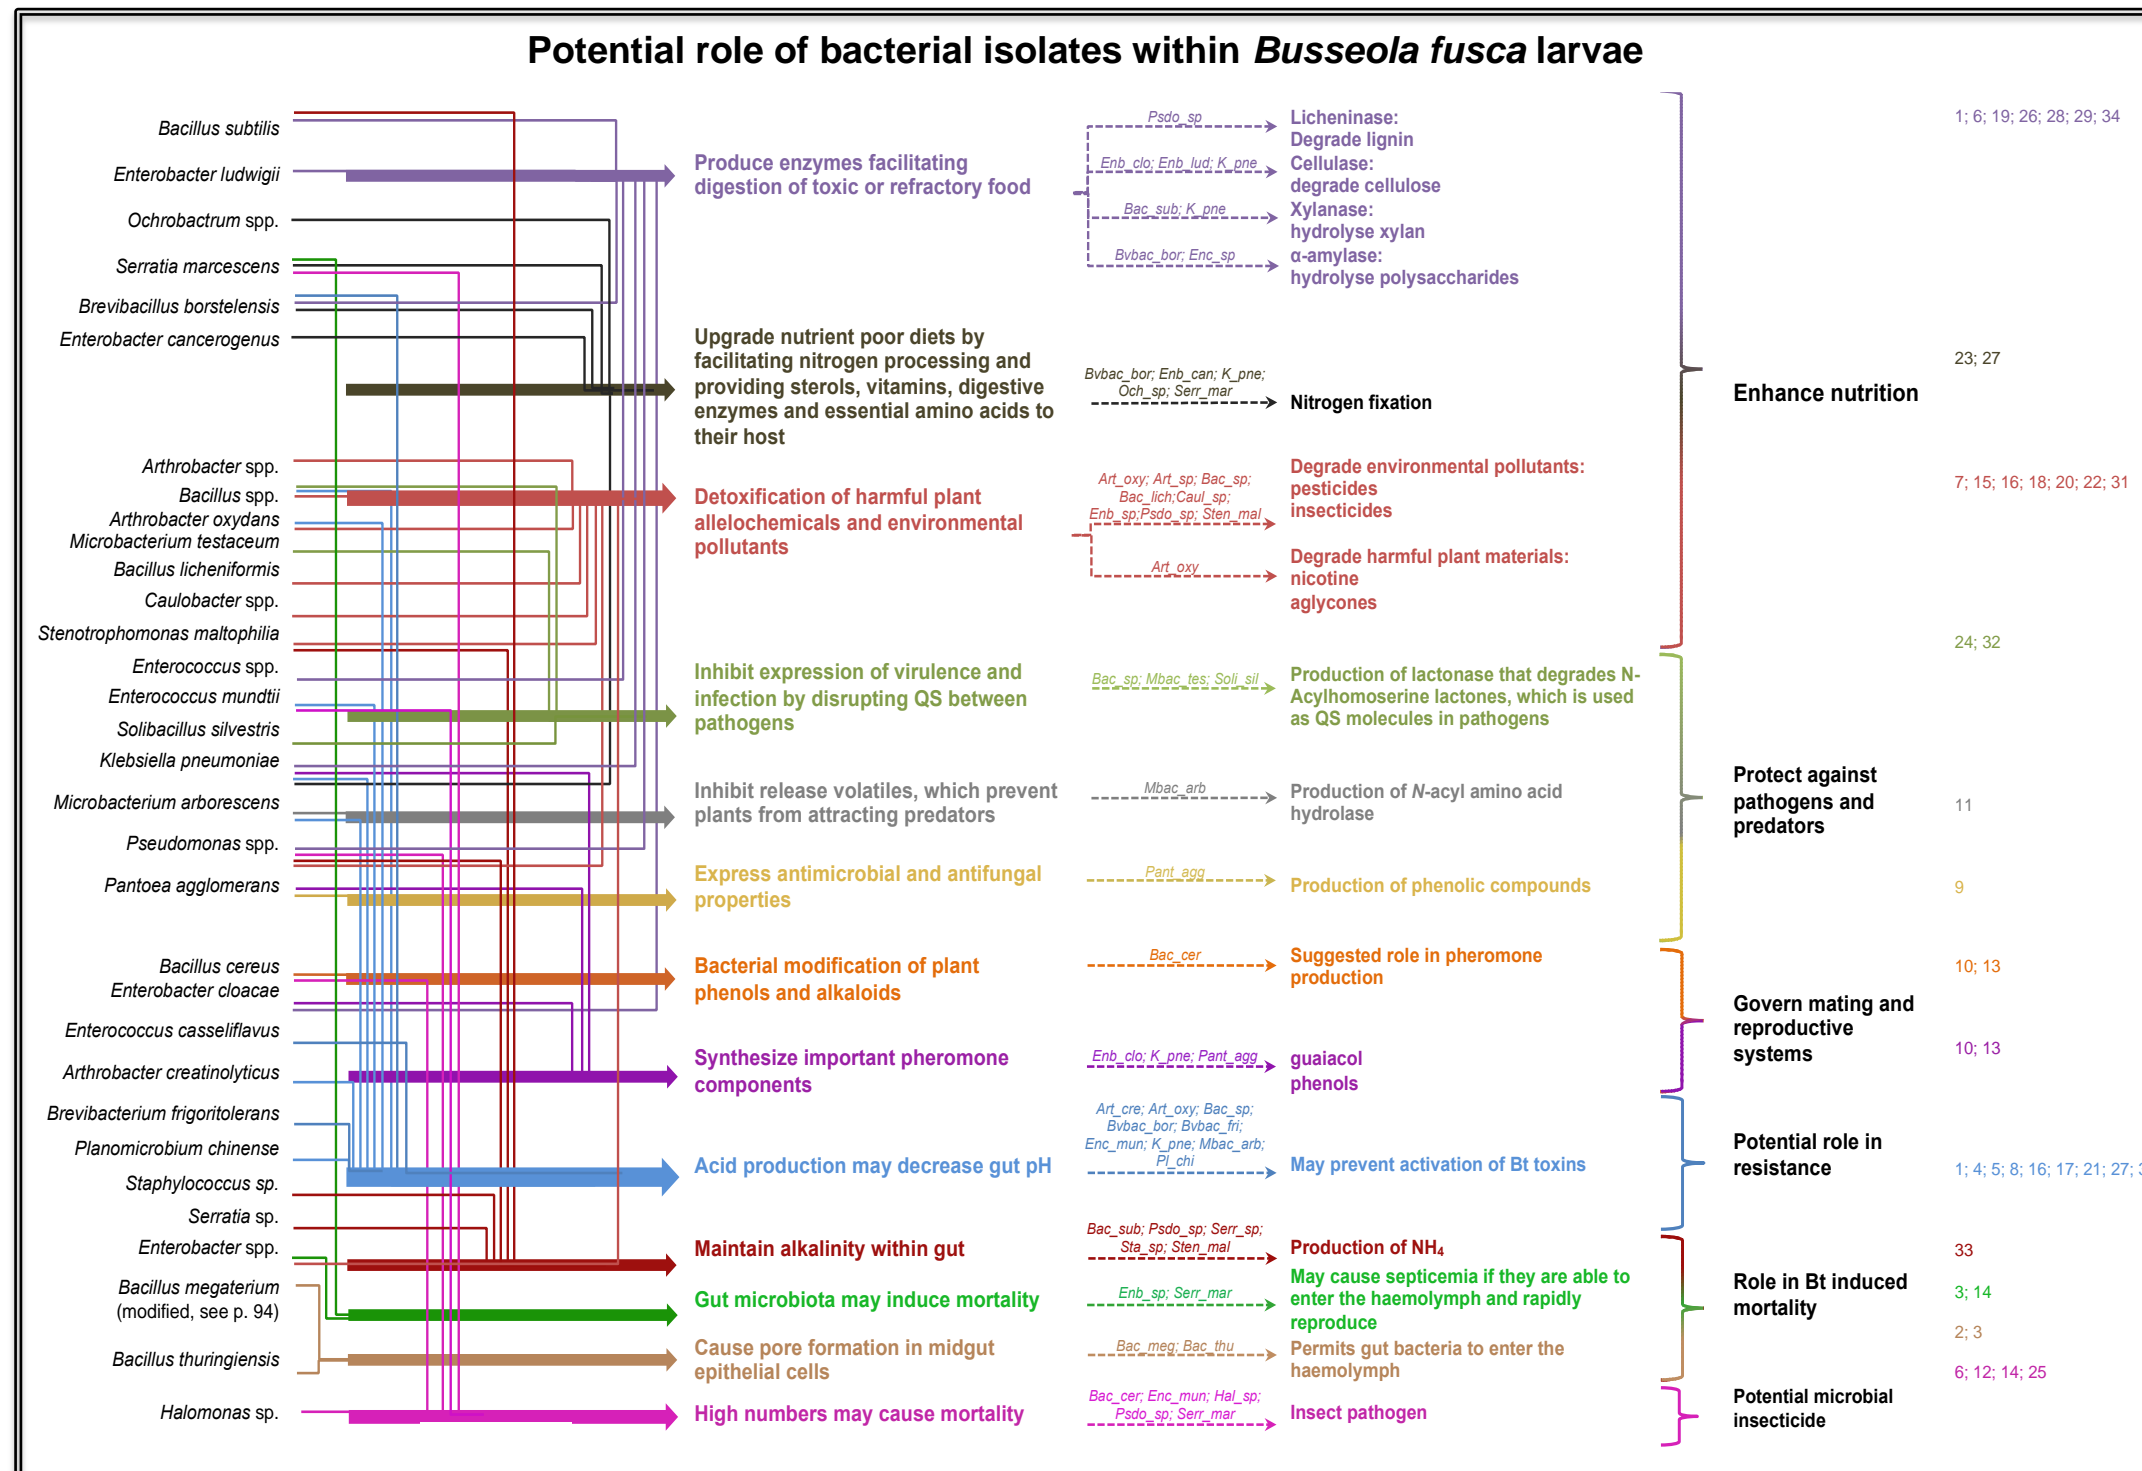 Potential role of bacterial isolates within Busseola fusca larvae
Bacillus subtilis
Enterobacter ludwigii
Ochrobactrum spp.
Serratia marcescens
Brevibacillus borstelensis
Enterobacter cancerogenus
Arthrobacter spp.
Bacillus spp.
Arthrobacter oxydans
Microbacterium testaceum
Bacillus licheniformis
Caulobacter spp.
Stenotrophomonas maltophilia
Enterococcus spp.
Enterococcus mundtii
Solibacillus silvestris
Klebsiella pneumoniae
Microbacterium arborescens
Pseudomonas spp.
Pantoea agglomerans
Bacillus cereus
Enterobacter cloacae
Enterococcus casseliflavus
Arthrobacter creatinolyticus
Brevibacterium frigoritolerans
Planomicrobium chinense
Staphylococcus sp.
Serratia sp.
Enterobacter spp.
Bacillus megaterium
(modified, see p. 94)
Bacillus thuringiensis
Halomonas sp.
Produce enzymes facilitating
digestion of toxic or refractory food
Upgrade nutrient poor diets by
facilitating nitrogen processing and
providing sterols, vitamins, digestive
enzymes and essential amino acids to
their host
Detoxification of harmful plant
allelochemicals and environmental
pollutants
Inhibit expression of virulence and
infection by disrupting QS between
pathogens
Inhibit release volatiles, which prevent
plants from attracting predators
Express antimicrobial and antifungal
properties
Bacterial modification of plant
phenols and alkaloids
Synthesize important pheromone
components
Acid production may decrease gut pH
Maintain alkalinity within gut
Gut microbiota may induce mortality
Cause pore formation in midgut
epithelial cells
High numbers may cause mortality
Psdo_sp
Enb_clo; Enb_lud; K_pne
Bac_sub; K_pne
Bvbac_bor; Enc_sp
Bvbac_bor; Enb_can; K_pne;
Och_sp; Serr_mar
Art_oxy; Art_sp; Bac_sp;
Bac_lich;Caul_sp;
Enb_sp;Psdo_sp; Sten_mal
Art_oxy
Bac_sp; Mbac_tes; Soli_sil
Mbac_arb
Pant_agg
Bac_cer
Enb_clo; K_pne; Pant_agg
Art_cre; Art_oxy; Bac_sp;
Bvbac_bor; Bvbac_fri;
Enc_mun; K_pne; Mbac_arb;
Pl_chi
Bac_sub; Psdo_sp; Serr_sp;
Sta_sp; Sten_mal
Enb_sp; Serr_mar
Bac_meg; Bac_thu
Bac_cer; Enc_mun; Hal_sp;
Psdo_sp; Serr_mar
Licheninase:
Degrade lignin
Cellulase:
degrade cellulose
Xylanase:
hydrolyse xylan
α-amylase:
hydrolyse polysaccharides
Nitrogen fixation
Degrade environmental pollutants:
pesticides
insecticides
Degrade harmful plant materials:
nicotine
aglycones
Production of lactonase that degrades N-
Acylhomoserine lactones, which is used
as QS molecules in pathogens
Production of N-acyl amino acid
hydrolase
Production of phenolic compounds
Suggested role in pheromone
production
guaiacol
phenols
May prevent activation of Bt toxins
Production of NH₄
May cause septicemia if they are able to
enter the haemolymph and rapidly
reproduce
Permits gut bacteria to enter the
haemolymph
Insect pathogen
Enhance nutrition
Protect against
pathogens and
predators
Govern mating and
reproductive
systems
Potential role in
resistance
Role in Bt induced
mortality
Potential microbial
insecticide
1; 6; 19; 26; 28; 29; 34
23; 27
7; 15; 16; 18; 20; 22; 31
24; 32
11
9
10; 13
10; 13
1; 4; 5; 8; 16; 17; 21; 27;
33
3; 14
2; 3
6; 12; 14; 25